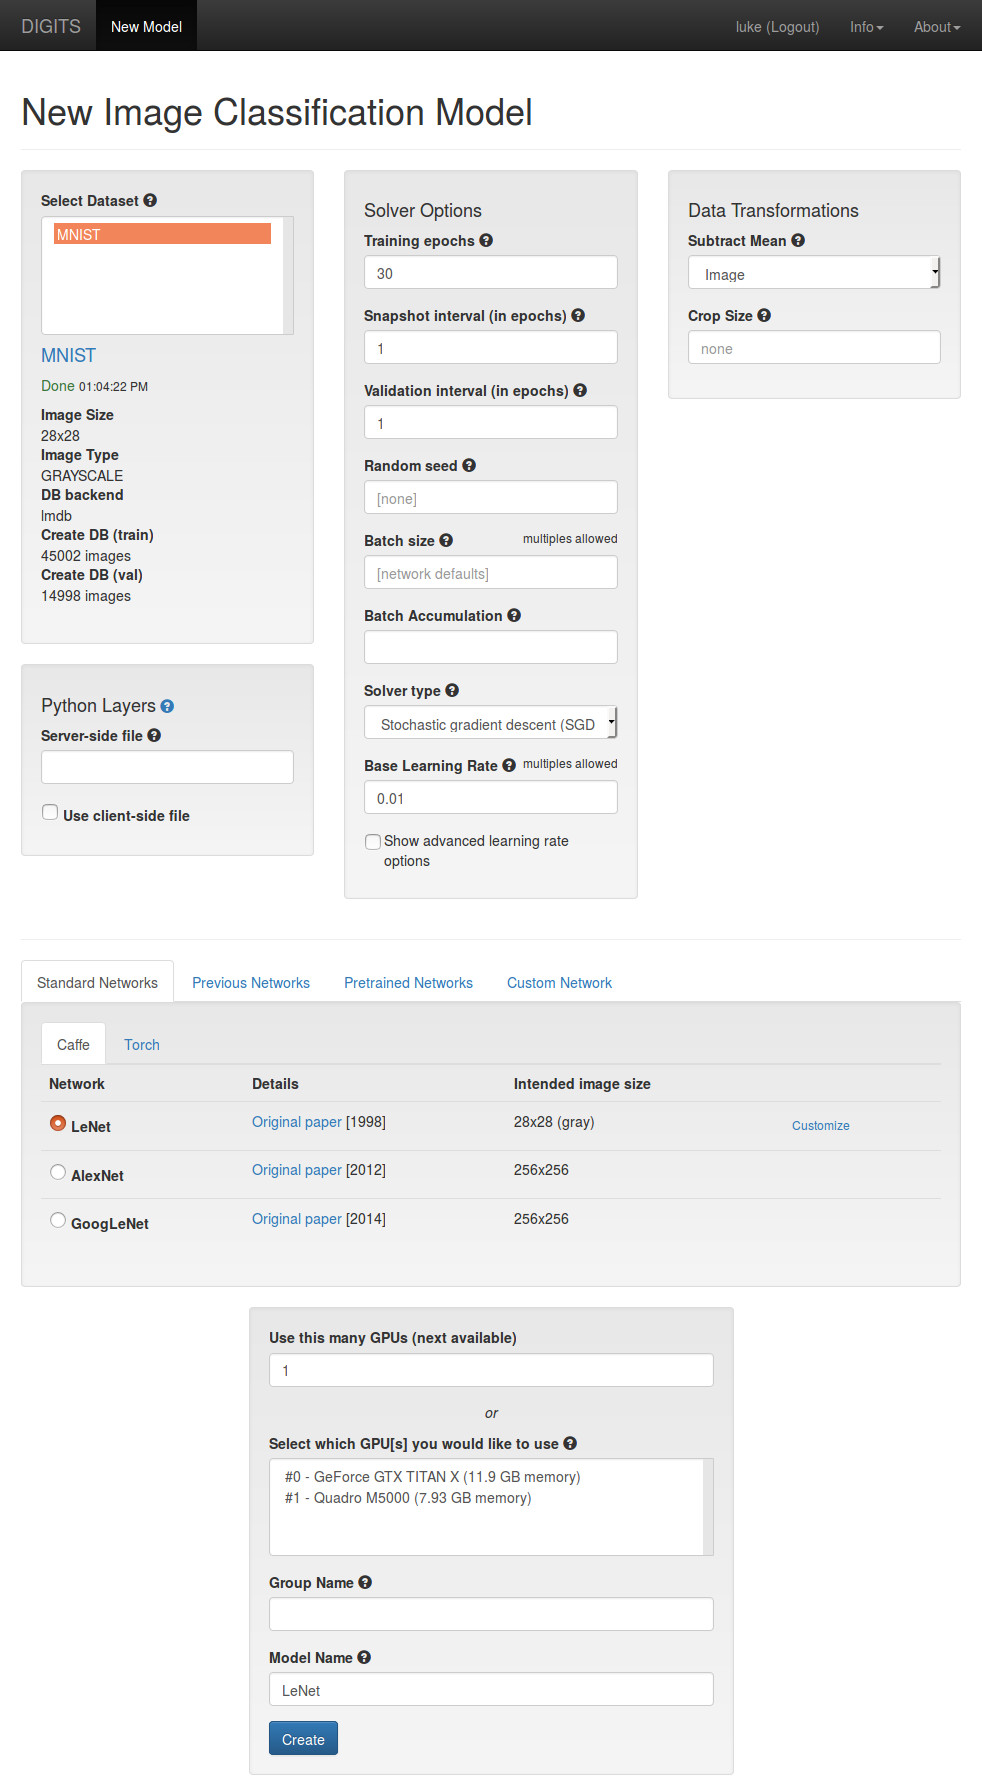 DIGITS New Model luke (Logout) Info About
New Image Classification Model
Select Dataset
MNIST
MNIST
Done 01:04:22 PM
Image Size
28x28
Image Type
GRAYSCALE
DB backend
lmdb
Create DB (train)
45002 images
Create DB (val)
14998 images
Python Layers
Server-side file
Use client-side file
Solver Options
Training epochs
30
Snapshot interval (in epochs)
1
Validation interval (in epochs)
1
Random seed
[none]
Batch size multiples allowed
[network defaults]
Batch Accumulation
Solver type
Stochastic gradient descent (SGD
Base Learning Rate multiples allowed
0.01
Show advanced learning rate
options
Data Transformations
Subtract Mean
Image
Crop Size
none
Standard Networks Previous Networks Pretrained Networks Custom Network
Caffe Torch
Network Details Intended image size
LeNet Original paper [1998] 28x28 (gray) Customize
AlexNet Original paper [2012] 256x256
GoogLeNet Original paper [2014] 256x256
Use this many GPUs (next available)
1
or
Select which GPU[s] you would like to use
#0 - GeForce GTX TITAN X (11.9 GB memory)
#1 - Quadro M5000 (7.93 GB memory)
Group Name
Model Name
LeNet
Create